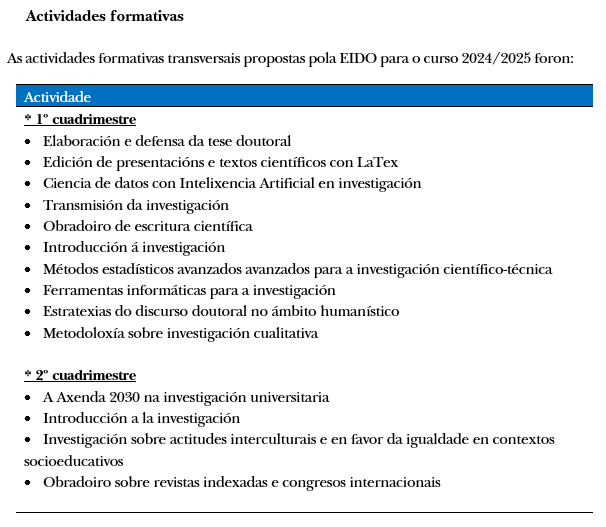 Actividades formativas
As actividades formativas transversais propostas pola EIDO para o curso 2024/2025 foron:
Actividade
* 1º cuadrimestre
• Elaboración e defensa da tese doutoral
• Edición de presentacións e textos científicos con LaTex
• Ciencia de datos con Intelixencia Artificial en investigación
• Transmisión da investigación
• Obradoiro de escritura científica
• Introducción á investigación
• Métodos estadísticos avanzados avanzados para a investigación científico-técnica
• Ferramentas informáticas para a investigación
• Estratexias do discurso doutoral no ámbito humanístico
• Metodoloxía sobre investigación cualitativa
* 2º cuadrimestre
• A Axenda 2030 na investigación universitaria
• Introducción a la investigación
• Investigación sobre actitudes interculturais e en favor da igualdade en contextos
socioeducativos
• Obradoiro sobre revistas indexadas e congresos internacionais